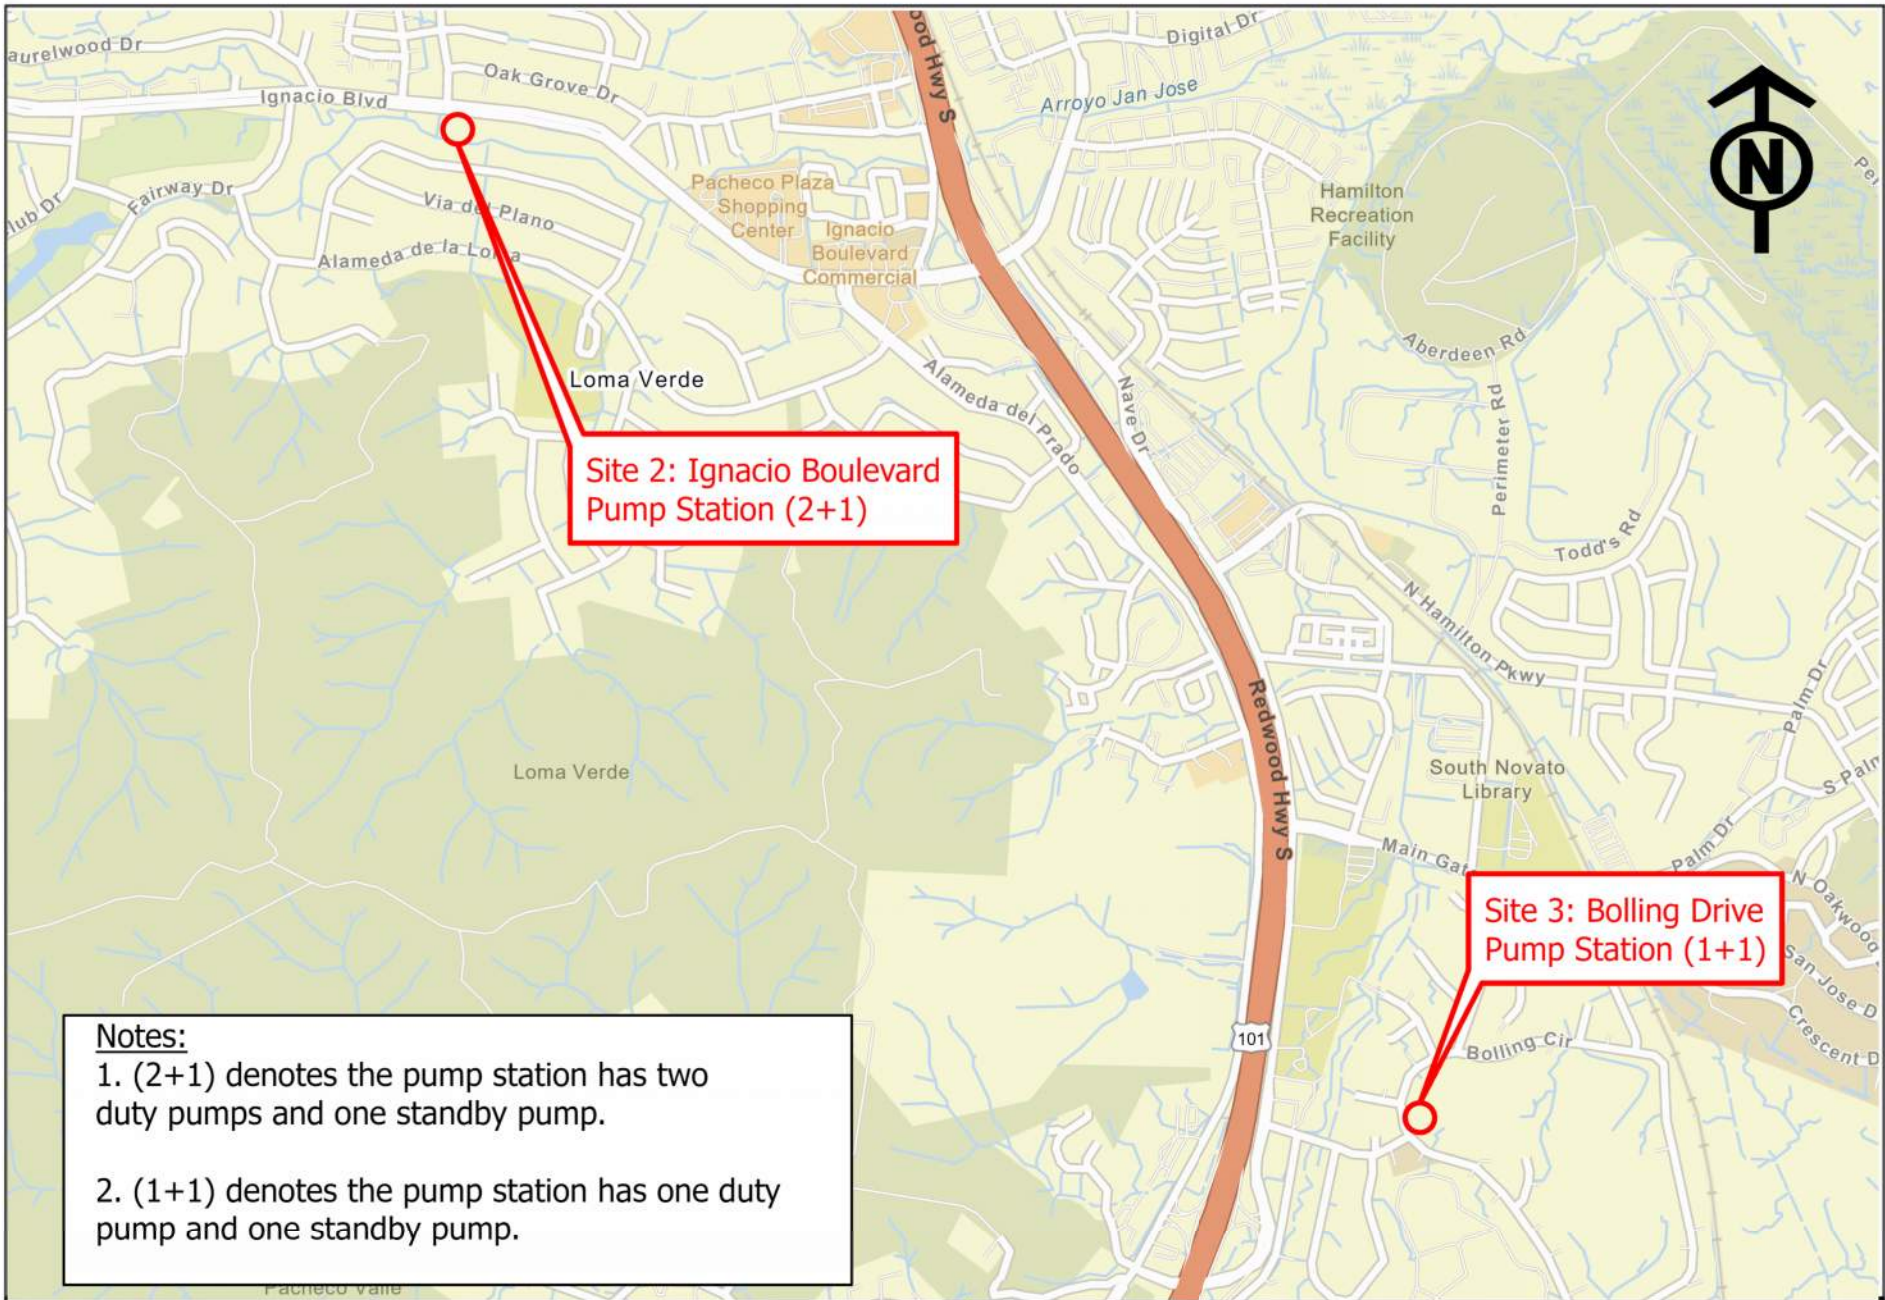 ood Hwy S
Digital Dr
aurelwood Dr
Oak Grove Dr
Ignacio Blvd
Arroyo Jan Jose
N
Pacheco Plaza
Shopping
Center
Hamilton
Recreation
Facility
lub Dr
Fairway Dr
Via del Plano
Ignacio
Boulevard
Commercial
Alameda de la Loma
Aberdeen Rd
Loma Verde
Alameda del Prado
Nave Dr
Perimeter Rd
Site 2: Ignacio Boulevard
Pump Station (2+1)
Todd's Rd
N Hamilton Pkwy
Redwood Hwy S
Palm Dr
Loma Verde
South Novato
Library
S Palm
Main Gat
Palm Dr
N Oakwood
Site 3: Bolling Drive
Pump Station (1+1)
San Jose D
Crescent D
101
Bolling Cir
Notes:
1. (2+1) denotes the pump station has two
duty pumps and one standby pump.
2. (1+1) denotes the pump station has one duty
pump and one standby pump.
Pacheco Valle